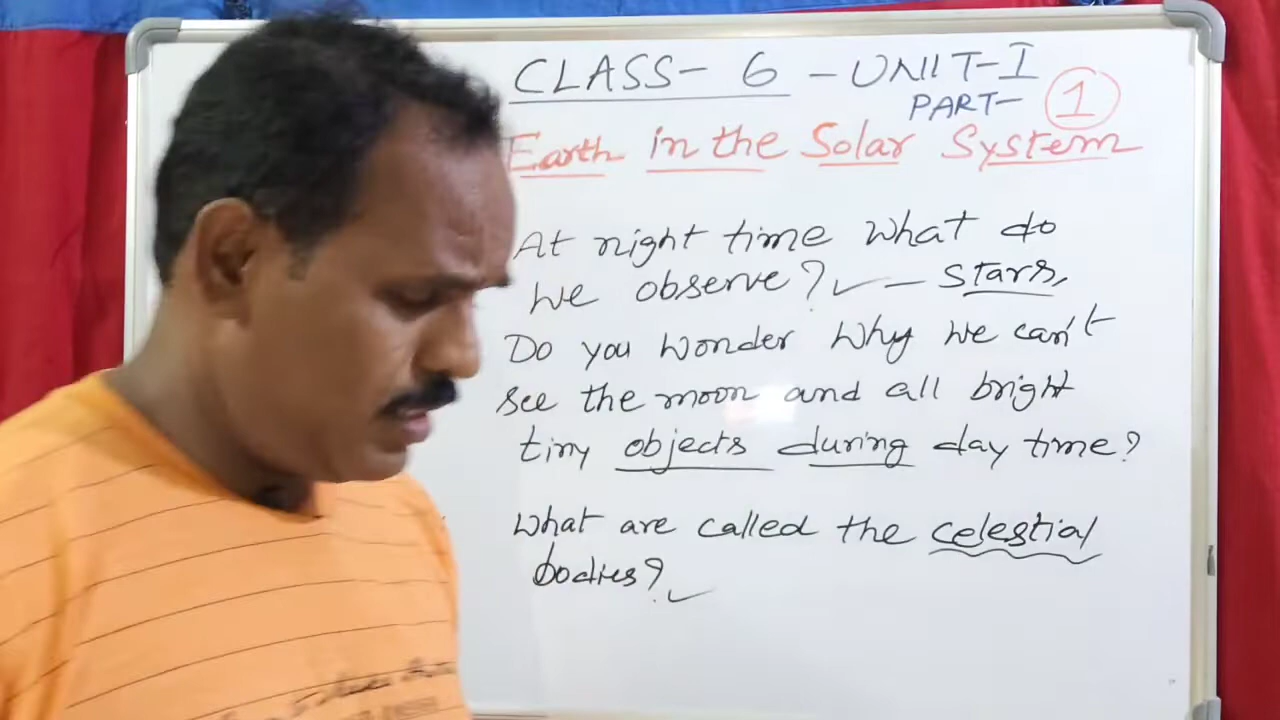 CLASS- 6 - UNIT-I
PART- 1
Earth in the Solar System
At night time what do
we observe? ✓ - Stars,
Do you wonder why we can't
see the moon and all bright
tiny objects during day time?
What are called the celestial
bodies? ✓